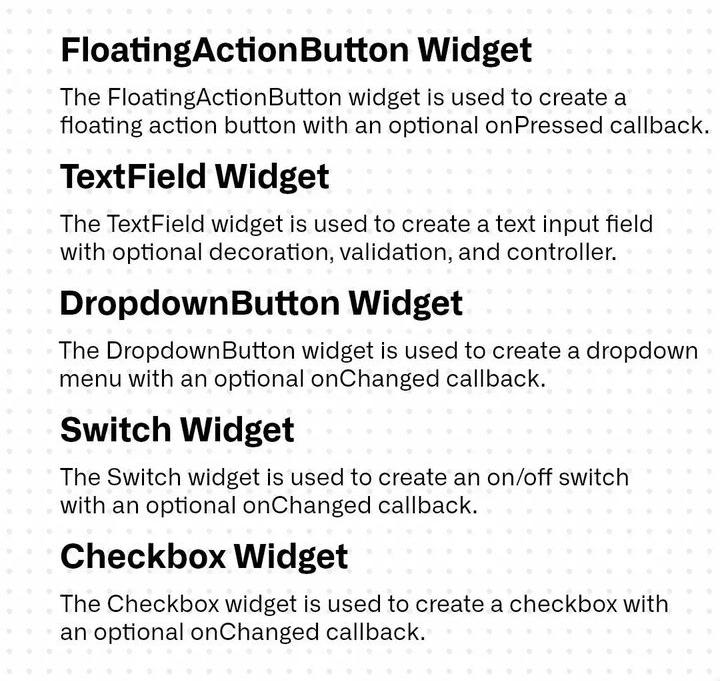 FloatingActionButton Widget
The FloatingActionButton widget is used to create a
floating action button with an optional onPressed callback.
TextField Widget
The TextField widget is used to create a text input field
with optional decoration, validation, and controller.
DropdownButton Widget
The DropdownButton widget is used to create a dropdown
menu with an optional onChanged callback.
Switch Widget
The Switch widget is used to create an on/off switch
with an optional onChanged callback.
Checkbox Widget
The Checkbox widget is used to create a checkbox with
an optional onChanged callback.